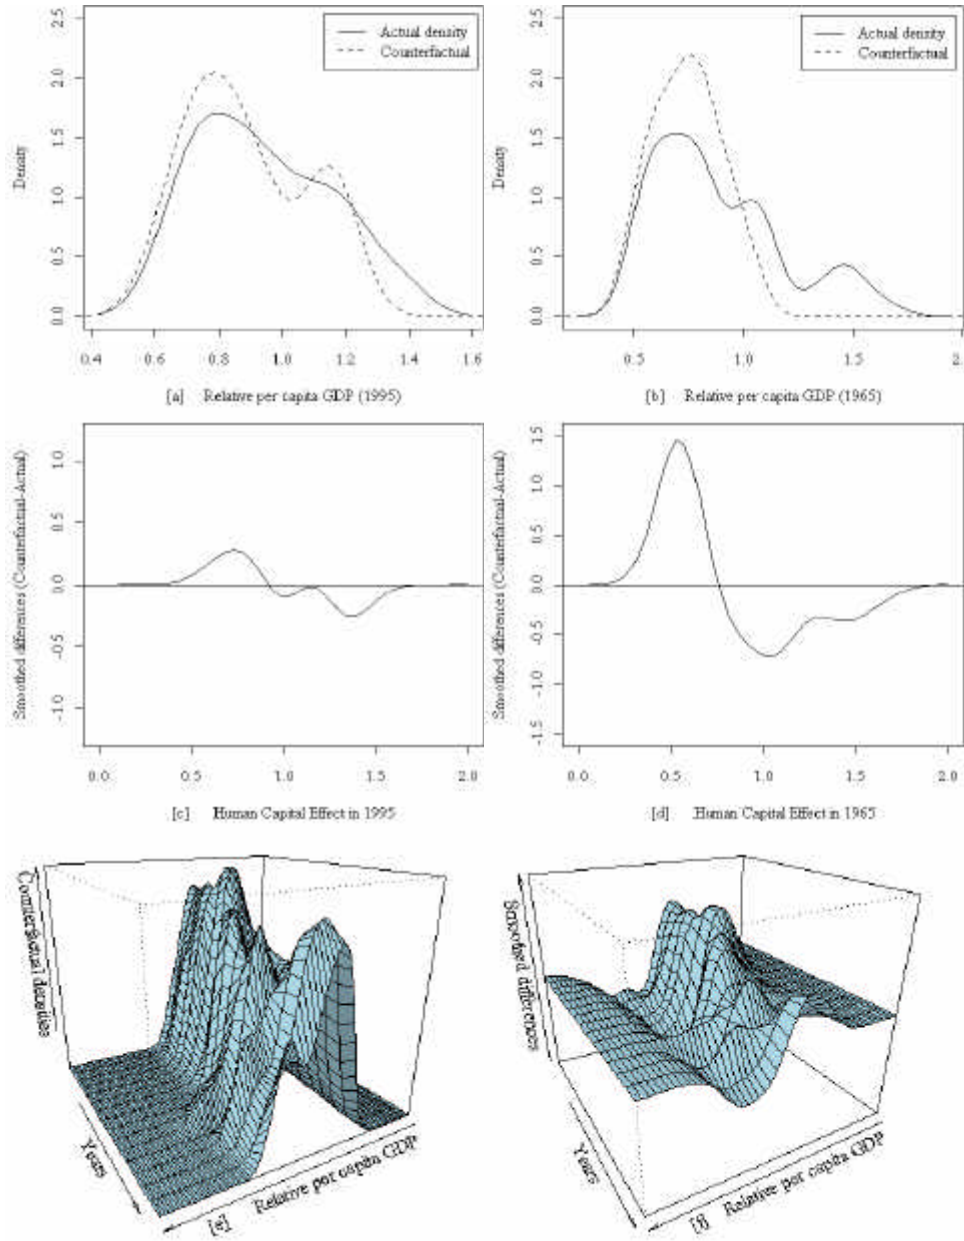 Actual density
Counterfactual
Density
0.0 0.5 1.0 1.5 2.0 2.5
0.4 0.6 0.8 1.0 1.2 1.4 1.6
[a] Relative per capita GDP (1995)
Actual density
Counterfactual
Density
0.0 0.5 1.0 1.5 2.0 2.5
0.5 1.0 1.5 2.
[b] Relative per capita GDP (1965)
Smoothed differences (Counterfactual-Actual)
-1.0 -0.5 0.0 0.5 1.0
0.0 0.5 1.0 1.5 2.0
[c] Human Capital Effect in 1995
Smoothed differences (Counterfactual-Actual)
-1.5 -1.0 -0.5 0.0 0.5 1.0 1.5
0.0 0.5 1.0 1.5 2.0
[d] Human Capital Effect in 1965
Counterfactual densities
Years
[e] Relative per capita GDP
Smoothed differences
Years
[f] Relative per capita GDP